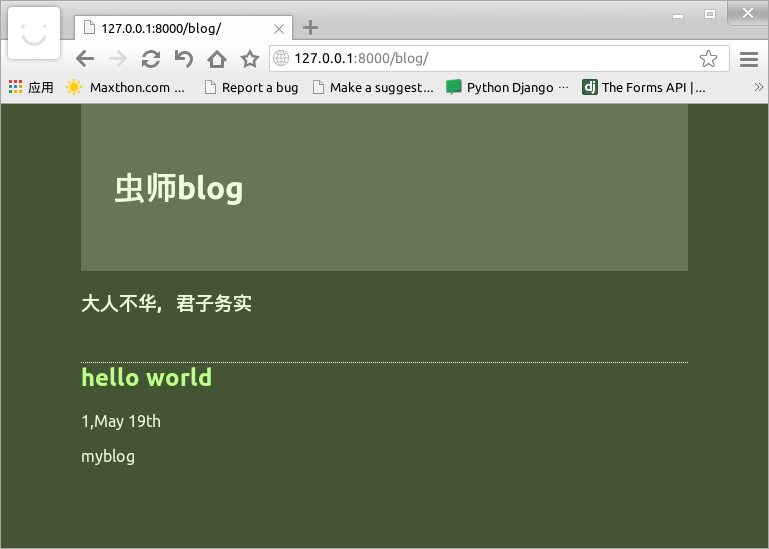 127.0.0.1:8000/blog/
127.0.0.1:8000/blog/
应用 Maxthon.com ... Report a bug Make a suggest... Python Django ··· dj The Forms API |... »
虫师blog
大人不华，君子务实
hello world
1,May 19th
myblog